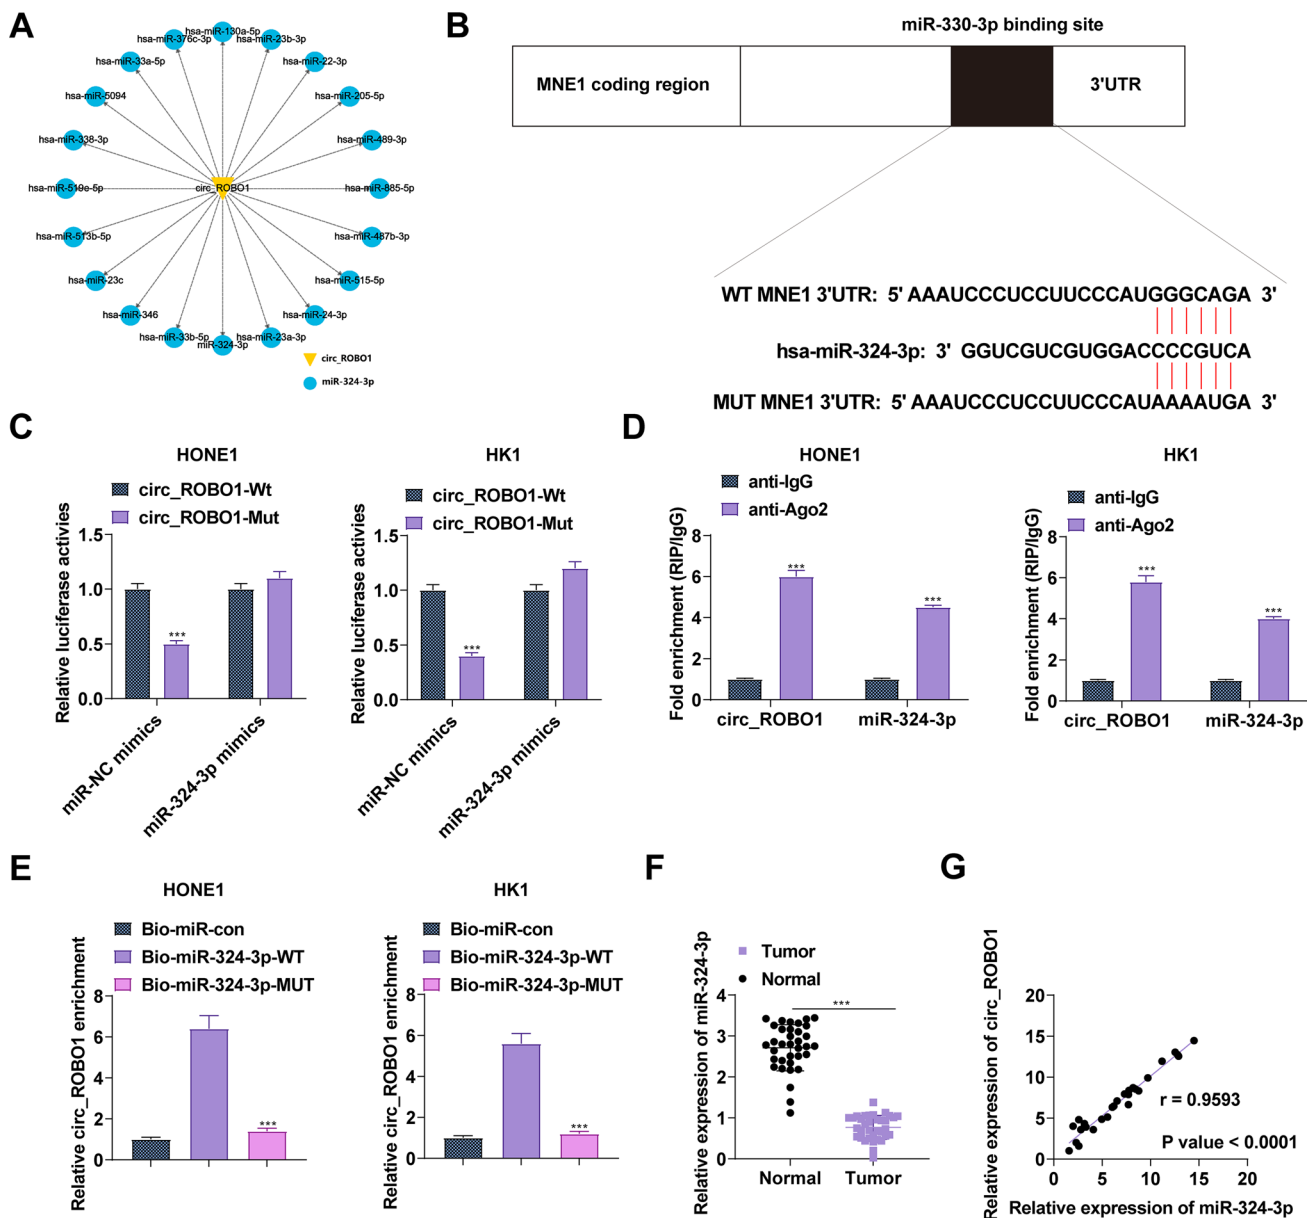 A
hsa-miR-130a-5p
hsa-miR-376c-3p
hsa-miR-23b-3p
hsa-miR-33a-5p
hsa-miR-22-3p
hsa-miR-5094
hsa-miR-205-5p
hsa-miR-338-3p
hsa-miR-489-3p
hsa-miR-519e-5p
circ_ROBO1
hsa-miR-885-5p
hsa-miR-513b-5p
hsa-miR-487b-3p
hsa-miR-23c
hsa-miR-515-5p
hsa-miR-346
hsa-miR-24-3p
hsa-miR-33b-5p
miR-324-3p
hsa-miR-23a-3p
circ_ROBO1
miR-324-3p
B
miR-330-3p binding site
MNE1 coding region
3'UTR
WT MNE1 3'UTR: 5' AAAUCCCUCCUUCCCAUGGGCAGA 3'
hsa-miR-324-3p: 3' GGUCGUCGUGGACCCCGUCA
MUT MNE1 3'UTR: 5' AAAUCCCUCCUUCCCAUAAAAUGA 3'
C
HONE1
circ_ROBO1-Wt
circ_ROBO1-Mut
Relative luciferase activies
1.5
1.0
0.5
0.0
***
miR-NC mimics
miR-324-3p mimics
HK1
circ_ROBO1-Wt
circ_ROBO1-Mut
Relative luciferase activies
1.5
1.0
0.5
0.0
***
miR-NC mimics
miR-324-3p mimics
D
HONE1
anti-IgG
anti-Ago2
Fold enrichment (RIP/IgG)
8
6
4
2
0
***
***
circ_ROBO1
miR-324-3p
HK1
anti-IgG
anti-Ago2
Fold enrichment (RIP/IgG)
8
6
4
2
0
***
***
circ_ROBO1
miR-324-3p
E
HONE1
Bio-miR-con
Bio-miR-324-3p-WT
Bio-miR-324-3p-MUT
Relative circ_ROBO1 enrichment
8
6
4
2
0
***
HK1
Bio-miR-con
Bio-miR-324-3p-WT
Bio-miR-324-3p-MUT
Relative circ_ROBO1 enrichment
8
6
4
2
0
***
F
Tumor
Normal
Relative expression of miR-324-3p
4
3
2
1
0
***
Normal
Tumor
G
Relative expression of circ_ROBO1
20
15
10
5
0
r = 0.9593
P value < 0.0001
0
5
10
15
20
Relative expression of miR-324-3p